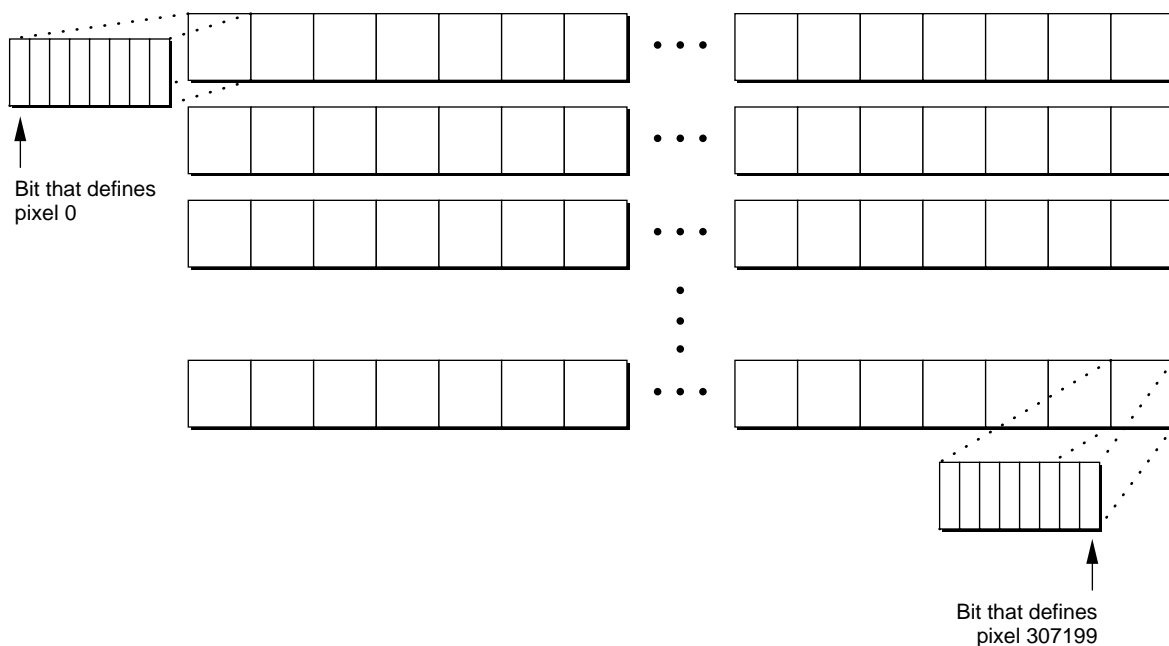 Bit that defines
pixel 0
Bit that defines
pixel 307199